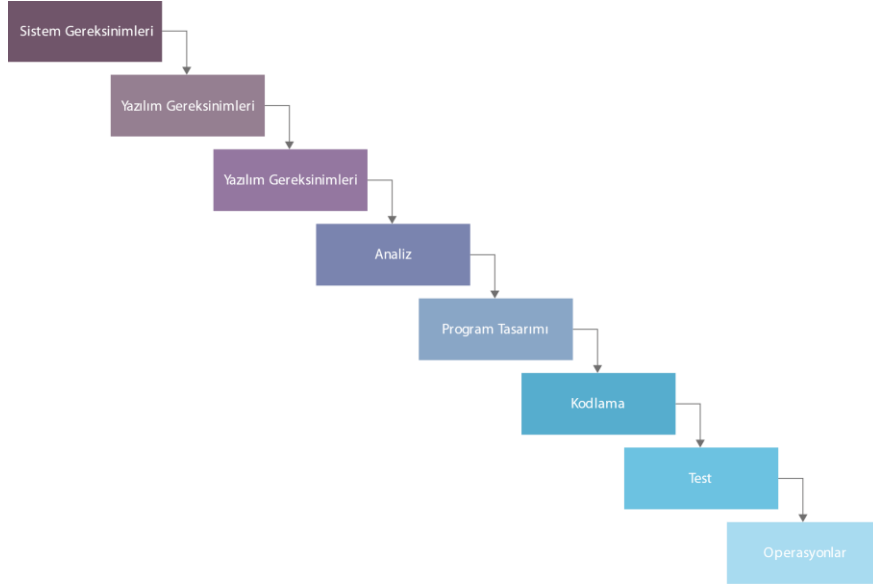 Sistem Gereksinimleri
Yazılım Gereksinimleri
Yazılım Gereksinimleri
Analiz
Program Tasarımı
Kodlama
Test
Operasyonlar